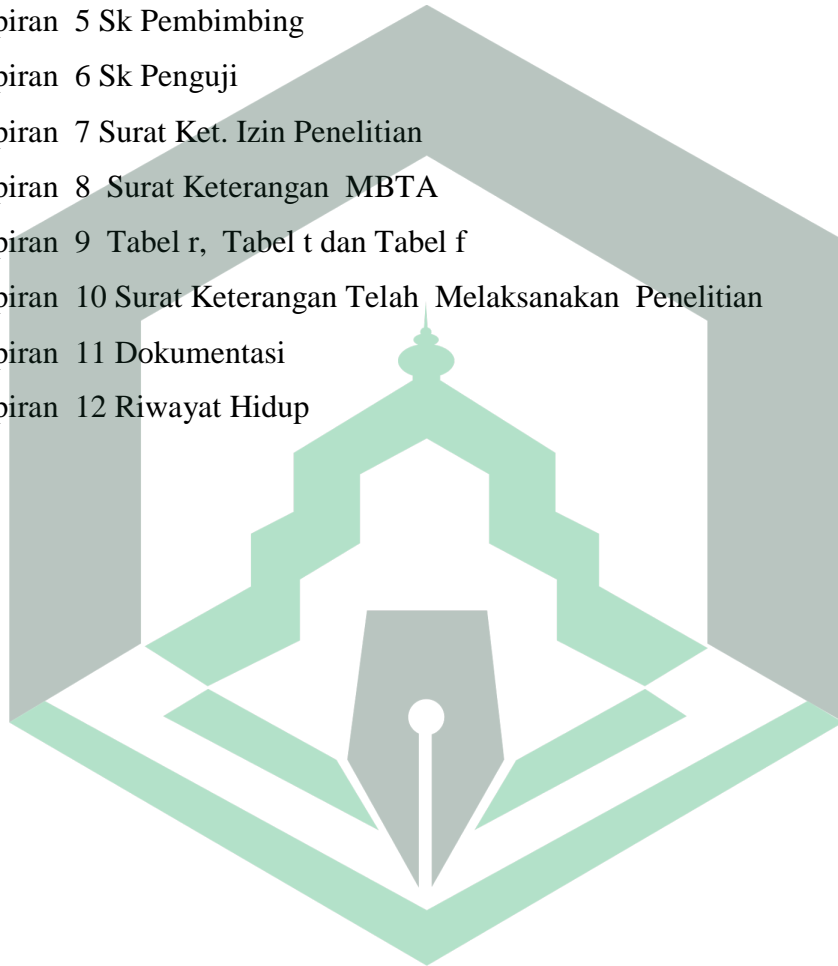 piran 5 Sk Pembimbing
piran 6 Sk Penguji
piran 7 Surat Ket. Izin Penelitian
piran 8 Surat Keterangan MBTA
piran 9 Tabel r, Tabel t dan Tabel f
piran 10 Surat Keterangan Telah Melaksanakan Penelitian
piran 11 Dokumentasi
piran 12 Riwayat Hidup